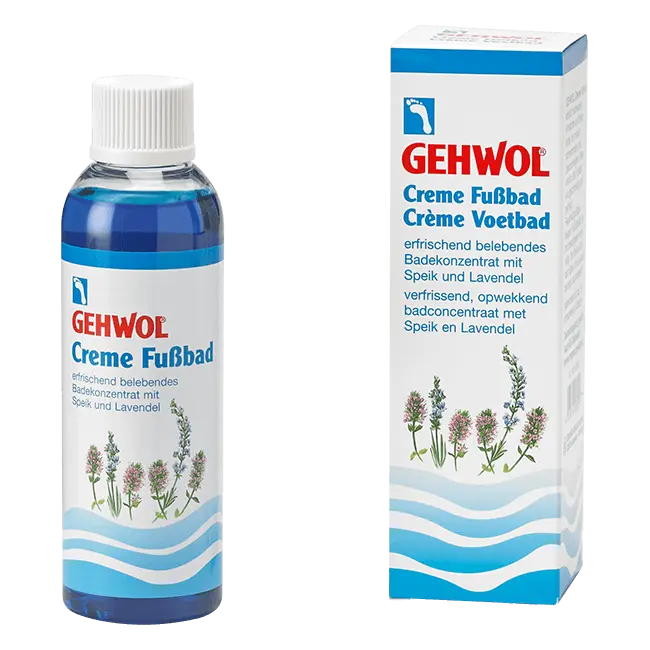 GEHWOL
Creme Fußbad
erfrischend belebendes
Badekonzentrat mit
Speik und Lavendel
GEHWOL®
Creme Fußbad
Crème Voetbad
erfrischend belebendes
Badekonzentrat mit
Speik und Lavendel
verfrissend, opwekkend
badconcentraat met
Speik en Lavendel